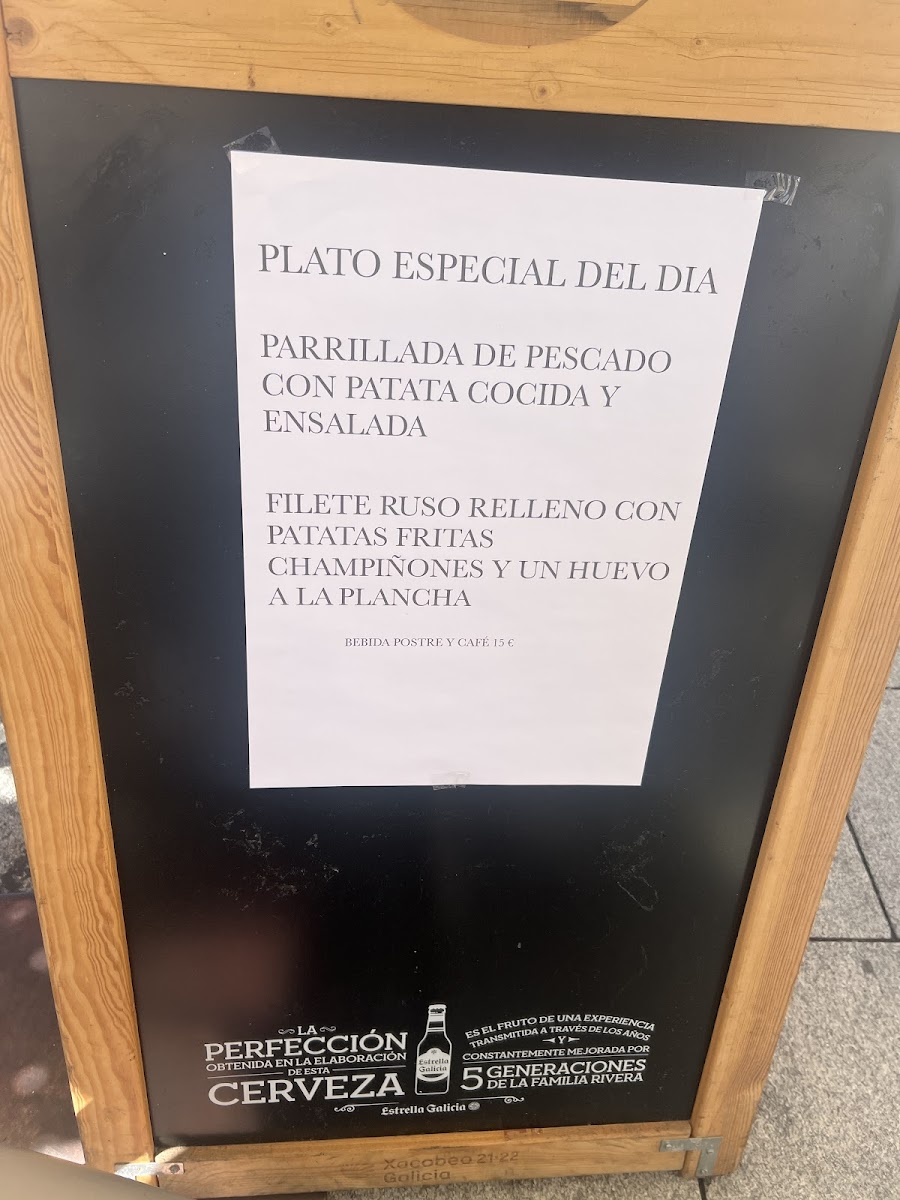 PLATO ESPECIAL DEL DIA
PARRILLADA DE PESCADO
CON PATATA COCIDA Y
ENSALADA
FILETE RUSO RELLENO CON
PATATAS FRITAS
CHAMPIÑONES Y UN HUEVO
A LA PLANCHA
BEBIDA POSTRE Y CAFÉ 15 €
LA
PERFECCIÓN
OBTENIDA EN LA ELABORACIÓN
DE ESTA
CERVEZA
Estrella
Galicia
ES EL FRUTO DE UNA EXPERIENCIA
TRANSMITIDA A TRAVÉS DE LOS AÑOS
Y
CONSTANTEMENTE MEJORADA POR
5 GENERACIONES
DE LA FAMILIA RIVERA
Estrella Galicia
Xacobeo 21·22
Galicia